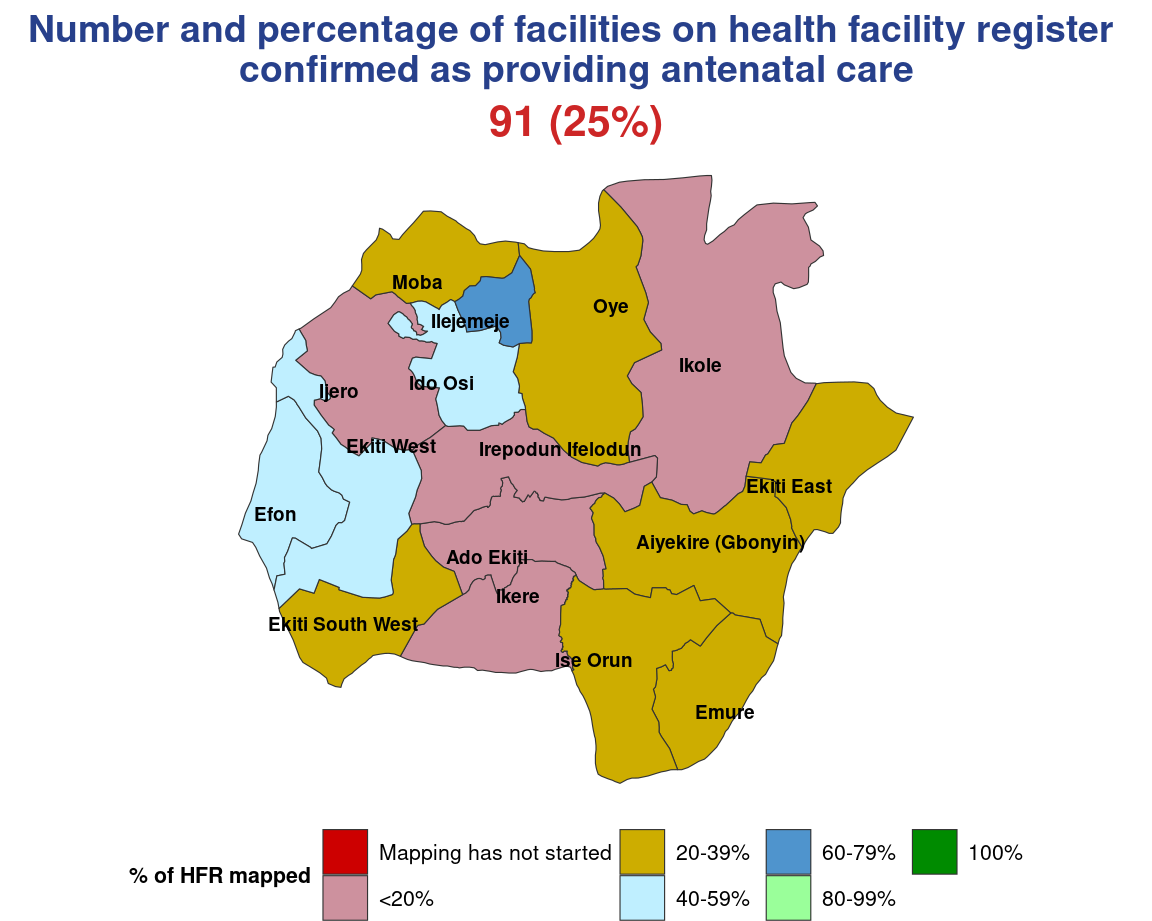 Number and percentage of facilities on health facility register
confirmed as providing antenatal care
91 (25%)
Moba
Ilejemeje
Oye
Ikole
Ijero
Ido Osi
Ekiti West
Irepodun Ifelodun
Ekiti East
Efon
Aiyekire (Gbonyin)
Ado Ekiti
Ikere
Ekiti South West
Ise Orun
Emure
% of HFR mapped
Mapping has not started
<20%
20-39%
40-59%
60-79%
80-99%
100%